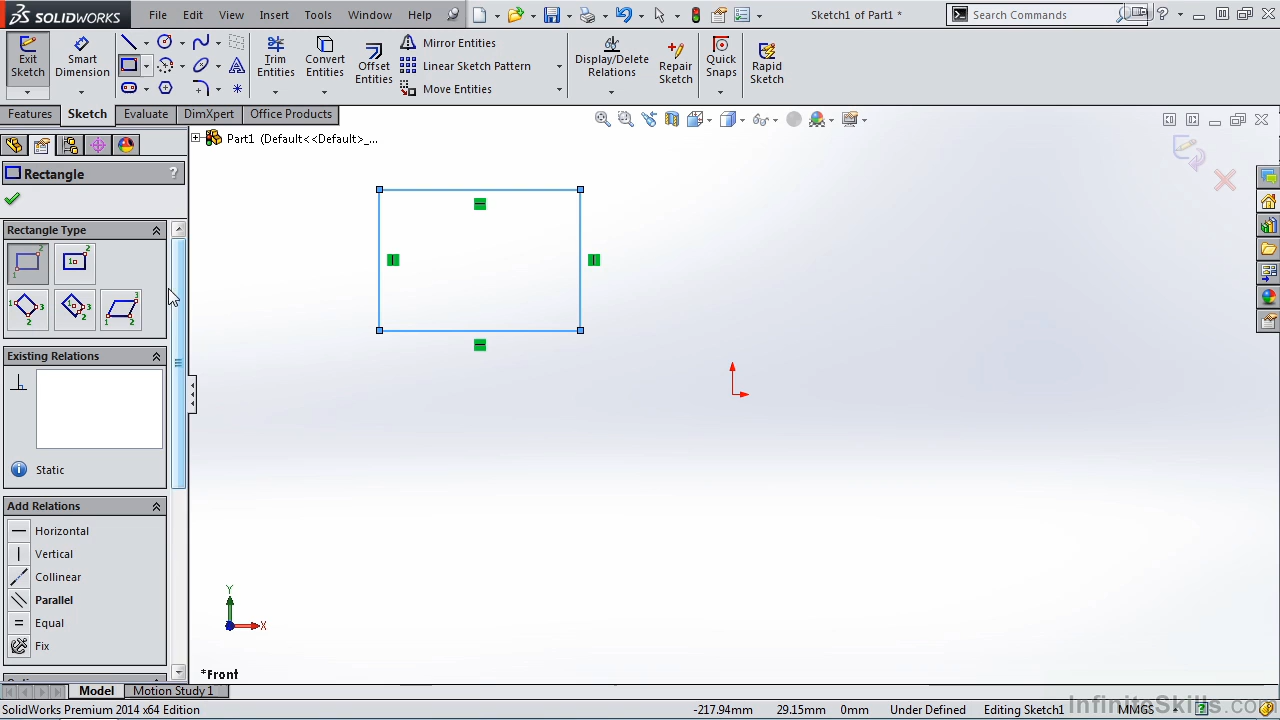 SOLIDWORKS
File Edit View Insert Tools Window Help
Sketch1 of Part1 *
Search Commands
Exit Sketch
Smart Dimension
Trim Entities
Convert Entities
Offset Entities
Mirror Entities
Linear Sketch Pattern
Move Entities
Display/Delete Relations
Repair Sketch
Quick Snaps
Rapid Sketch
Features Sketch Evaluate DimXpert Office Products
Part1 (Default<<Default>_...
Rectangle ?
Rectangle Type
Existing Relations
Static
Add Relations
Horizontal
Vertical
Collinear
Parallel
Equal
Fix
Y
X
*Front
Model Motion Study 1
InfiniteSkills.com
SolidWorks Premium 2014 x64 Edition
-217.94mm 29.15mm 0mm Under Defined Editing Sketch1 MMGS